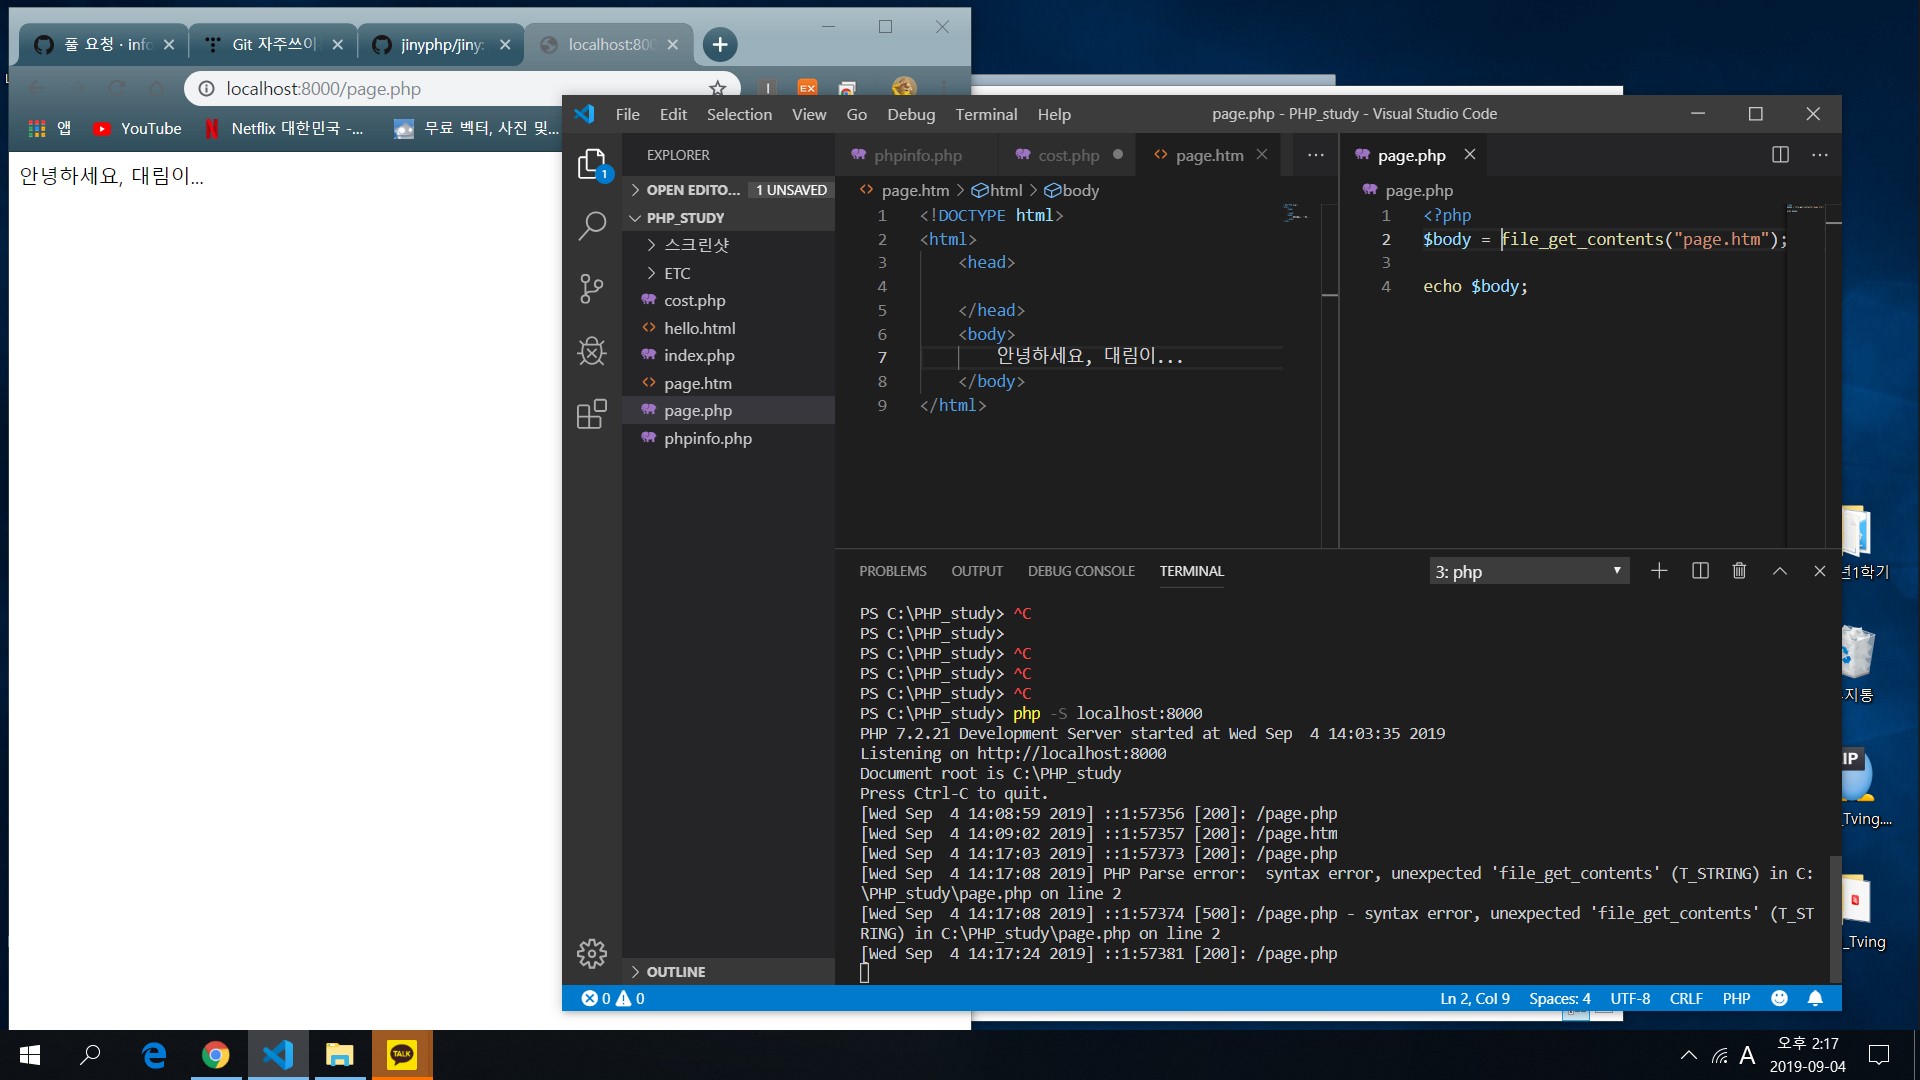 풀 요청 · info
Git 자주쓰이
jinyphp/jiny:
localhost:800
localhost:8000/page.php
EX
앱
YouTube
Netflix 대한민국 -...
무료 벡터, 사진 및...
안녕하세요, 대림이...
File Edit Selection View Go Debug Terminal Help
page.php - PHP_study - Visual Studio Code
1
EXPLORER
OPEN EDITO... 1 UNSAVED
PHP_STUDY
스크린샷
ETC
cost.php
hello.html
index.php
page.htm
page.php
phpinfo.php
OUTLINE
phpinfo.php cost.php page.htm ...
page.htm > html > body
1 <!DOCTYPE html>
2 <html>
3 <head>
4
5 </head>
6 <body>
7 안녕하세요, 대림이...
8 </body>
9 </html>
page.php ...
page.php
1 <?php
2 $body = file_get_contents("page.htm");
3
4 echo $body;
PROBLEMS OUTPUT DEBUG CONSOLE TERMINAL
3: php
PS C:\PHP_study> ^C
PS C:\PHP_study>
PS C:\PHP_study> ^C
PS C:\PHP_study> ^C
PS C:\PHP_study> ^C
PS C:\PHP_study> php -S localhost:8000
PHP 7.2.21 Development Server started at Wed Sep  4 14:03:35 2019
Listening on http://localhost:8000
Document root is C:\PHP_study
Press Ctrl-C to quit.
[Wed Sep  4 14:08:59 2019] ::1:57356 [200]: /page.php
[Wed Sep  4 14:09:02 2019] ::1:57357 [200]: /page.htm
[Wed Sep  4 14:17:03 2019] ::1:57373 [200]: /page.php
[Wed Sep  4 14:17:08 2019] PHP Parse error:  syntax error, unexpected 'file_get_contents' (T_STRING) in C:
\PHP_study\page.php on line 2
[Wed Sep  4 14:17:08 2019] ::1:57374 [500]: /page.php - syntax error, unexpected 'file_get_contents' (T_ST
RING) in C:\PHP_study\page.php on line 2
[Wed Sep  4 14:17:24 2019] ::1:57381 [200]: /page.php
0 0
Ln 2, Col 9 Spaces: 4 UTF-8 CRLF PHP
년1학기
지통
IP
_Tving....
_Tving
TALK
A
오후 2:17
2019-09-04